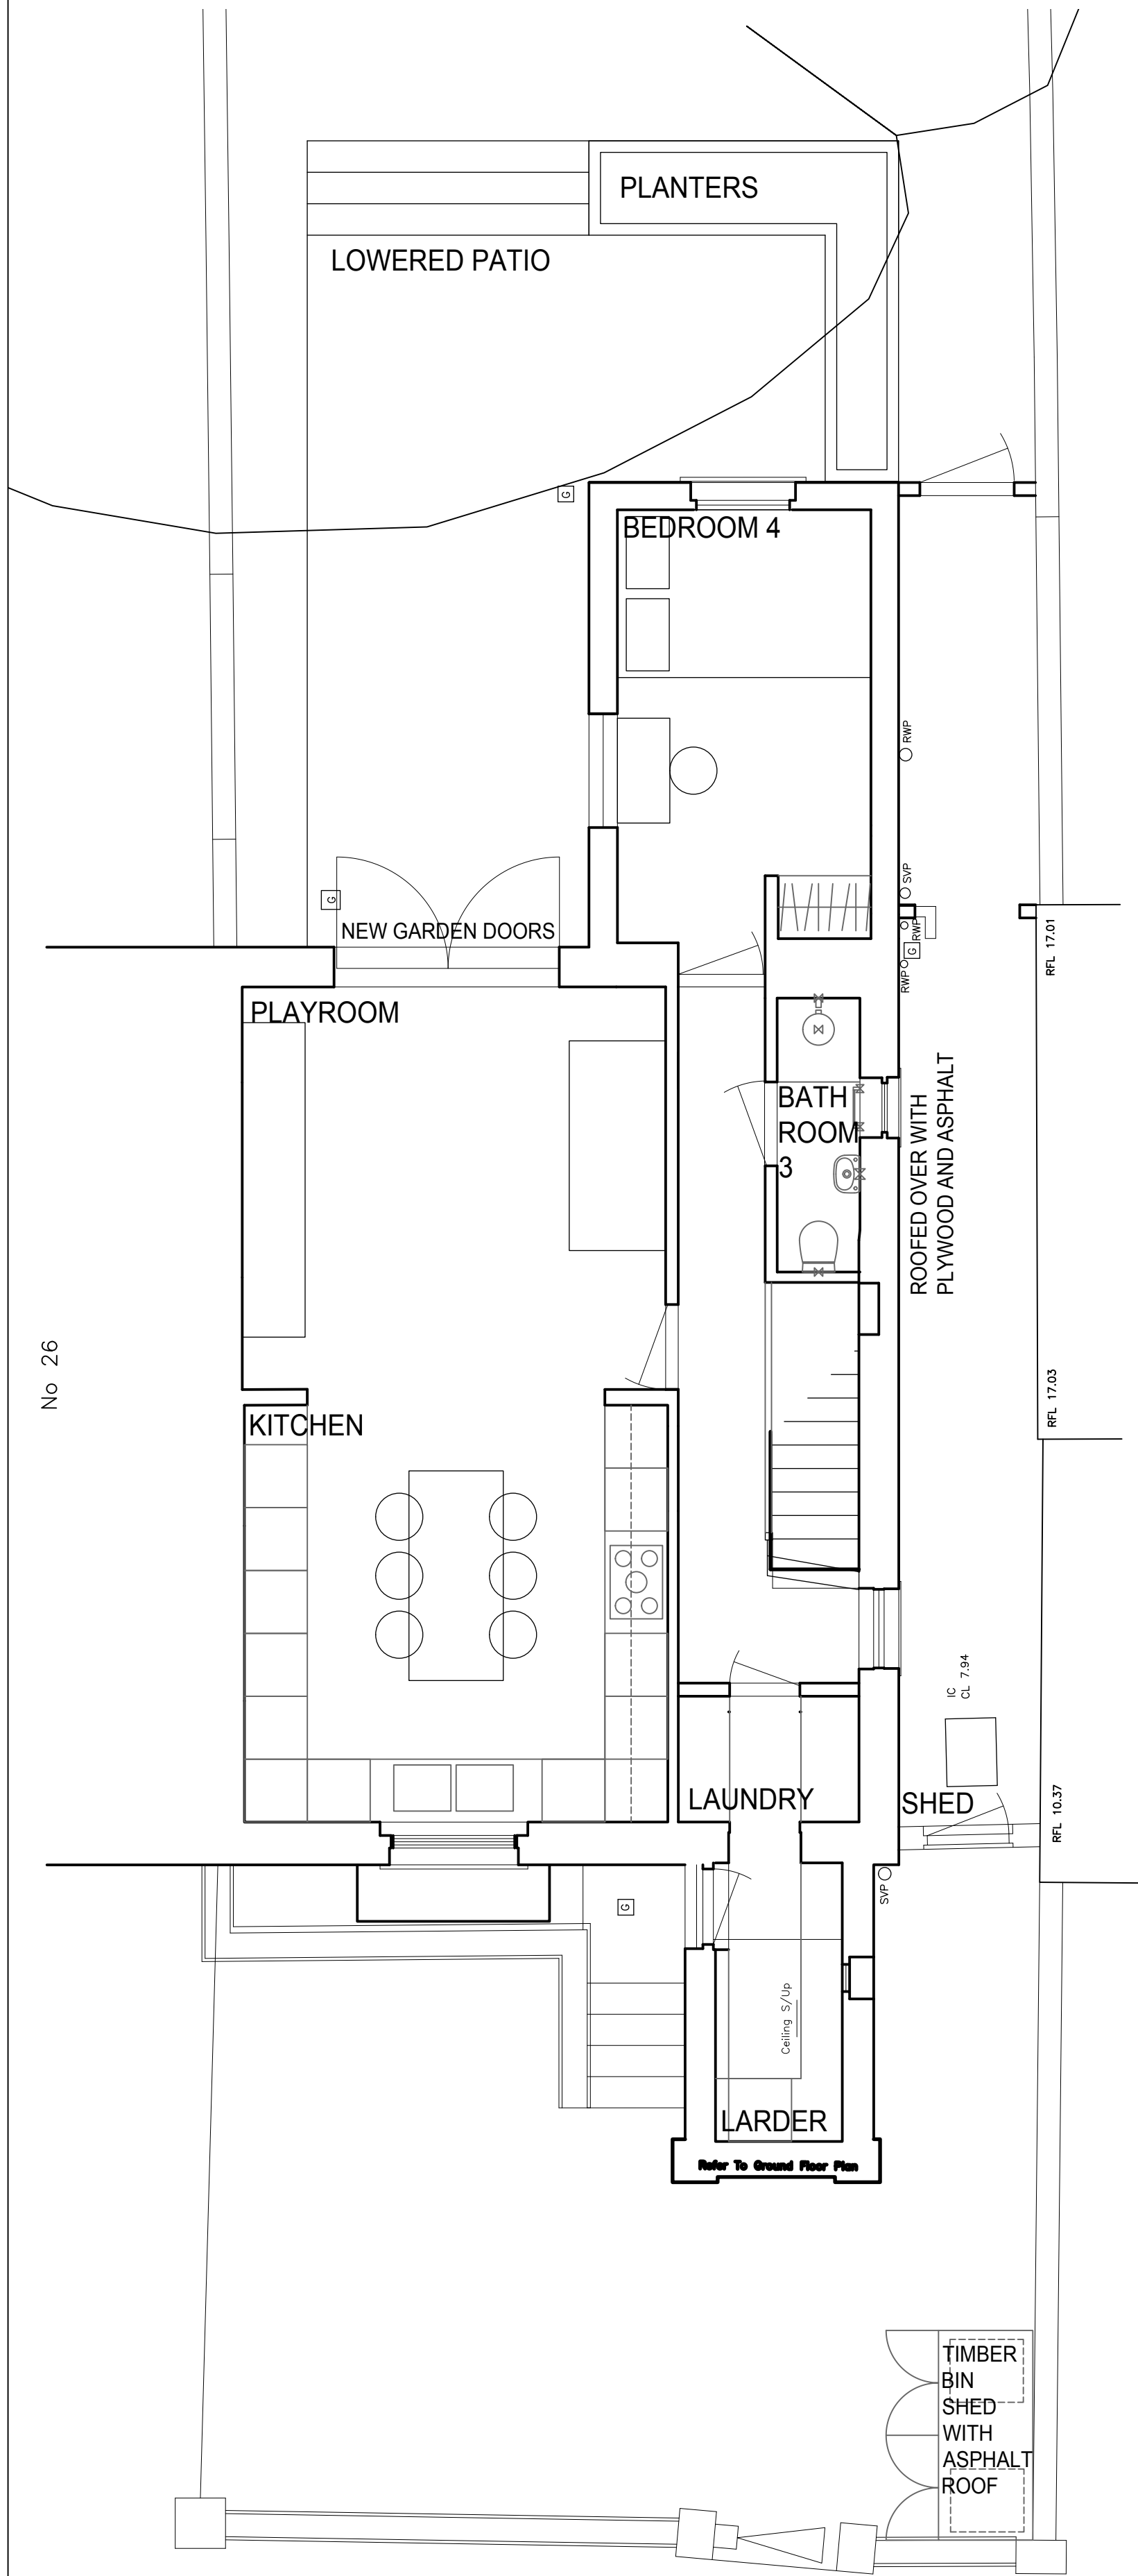 PLANTERS
LOWERED PATIO
G
BEDROOM 4
RWP
SVP
G
NEW GARDEN DOORS
RWP
G
RWP
RFL 17.01
PLAYROOM
BATH
ROOM
3
ROOFED OVER WITH
PLYWOOD AND ASPHALT
No 26
RFL 17.03
KITCHEN
IC
CL 7.94
LAUNDRY
SHED
RFL 10.37
SVP
G
Ceiling S/Up
LARDER
Refer To Ground Floor Plan
TIMBER
BIN
SHED
WITH
ASPHALT
ROOF